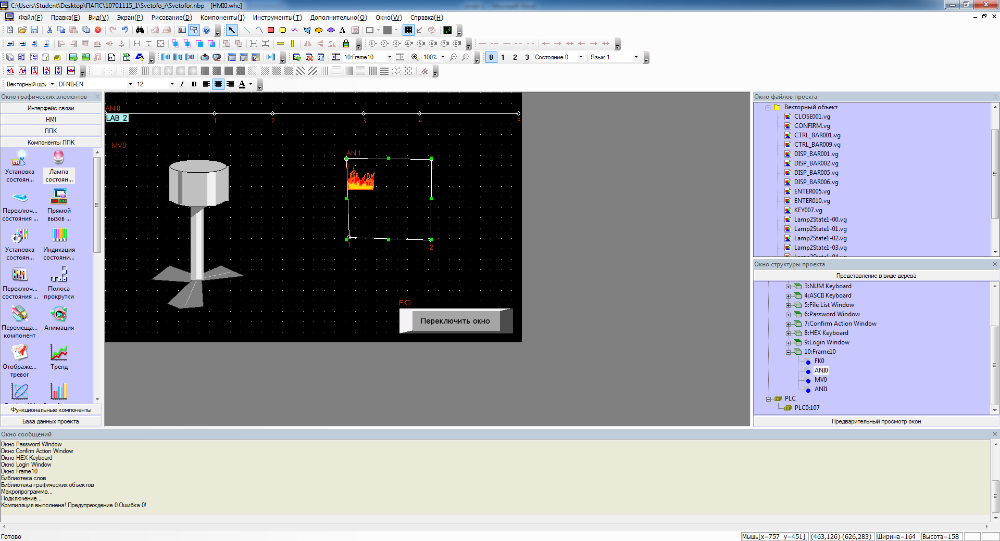 C:\Users\Student\Desktop\ПАПС\10701115_1\Svetofo_r\Svetofor.nbp - [HMI0.whe]
Файл(F) Правка(E) Вид(V) Экран(P) Рисование(D) Компоненты(I) Инструменты(T) Дополнительно(O) Окно(W) Справка(H)
10:Frame10 100% 0 1 2 3 Состояние 0 Язык 1
Векторный шри DFNB-EN 12 I B A
Окно графических элементов
Интерфейс связи
HMI
ПЛК
Компоненты ПЛК
Установка состоян...
Лампа состоян...
Переключ... состояния ...
Прямой вызов ...
Установка состоян...
Индикация состояни...
Переключ... состояния ...
Полоса прокрутки
Перемеща... компонент
Анимация
Отображе... тревог
Тренд
Функциональные компоненты
База данных проекта
ANI0
LAB 2
1 2 3 4 5
MV0
ANI1
1
2
FK0
Переключить окно
Окно файлов проекта
Векторный объект
CLOSE001.vg
CONFIRM.vg
CTRL_BAR001.vg
CTRL_BAR009.vg
DISP_BAR001.vg
DISP_BAR002.vg
DISP_BAR005.vg
DISP_BAR006.vg
ENTER005.vg
ENTER010.vg
KEY007.vg
Lamp2State1-00.vg
Lamp2State1-01.vg
Lamp2State1-02.vg
Lamp2State1-03.vg
Окно структуры проекта
Представление в виде дерева
3:NUM Keyboard
4:ASCII Keyboard
5:File List Window
6:Password Window
7:Confirm Action Window
8:HEX Keyboard
9:Login Window
10:Frame10
FK0
ANI0
MV0
ANI1
PLC
PLC0:107
Предварительный просмотр окон
Окно сообщений
Окно Password Window
Окно Confirm Action Window
Окно HEX Keyboard
Окно Login Window
Окно Frame10
Библиотека слов
Библиотека графических объектов
Макропрограмма...
Подключение...
Компиляция выполнена! Предупреждение 0 Ошибка 0!
Готово
Мышь[x=757 y=451] (463,126)-(626,283) Ширина=164 Высота=158